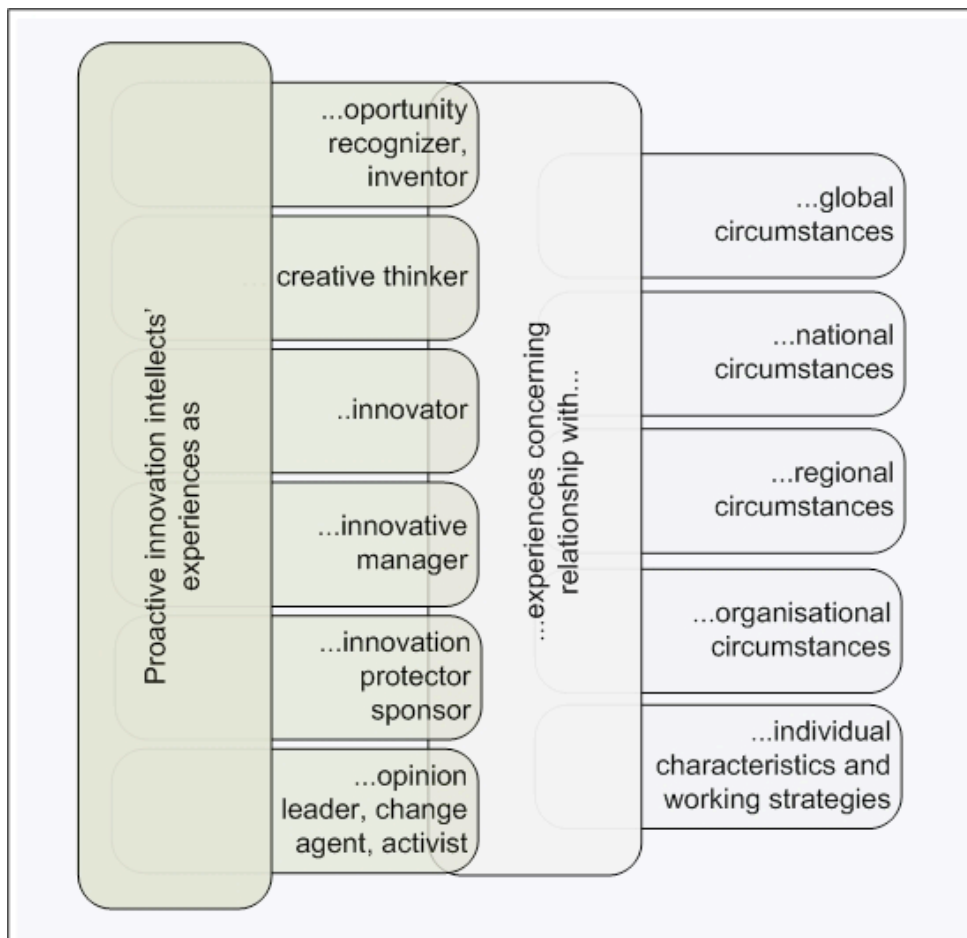 Proactive innovation intellects'
experiences as
...oportunity
recognizer,
inventor
... creative thinker
..innovator
...innovative
manager
...innovation
protector
sponsor
...opinion
leader, change
agent, activist
...experiences concerning
relationship with...
...global
circumstances
...national
circumstances
...regional
circumstances
...organisational
circumstances
...individual
characteristics and
working strategies